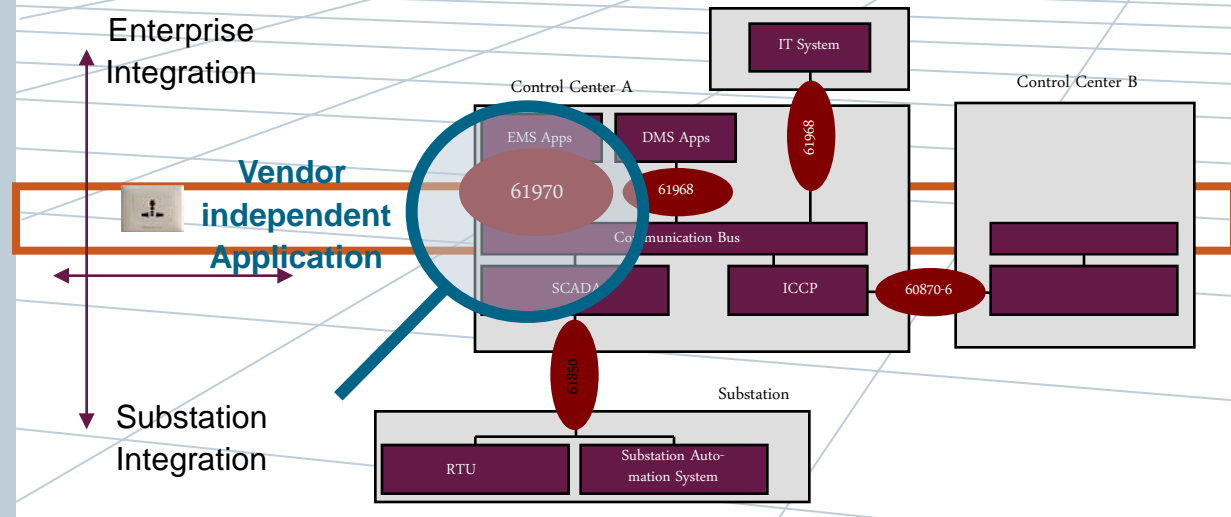 Enterprise
Integration
IT System
Control Center A
Control Center B
EMS Apps
DMS Apps
61968
Vendor
independent
Application
61970
61968
Communication Bus
SCADA
ICCP
60870-6
61850
Substation
Integration
Substation
RTU
Substation Auto-
mation System